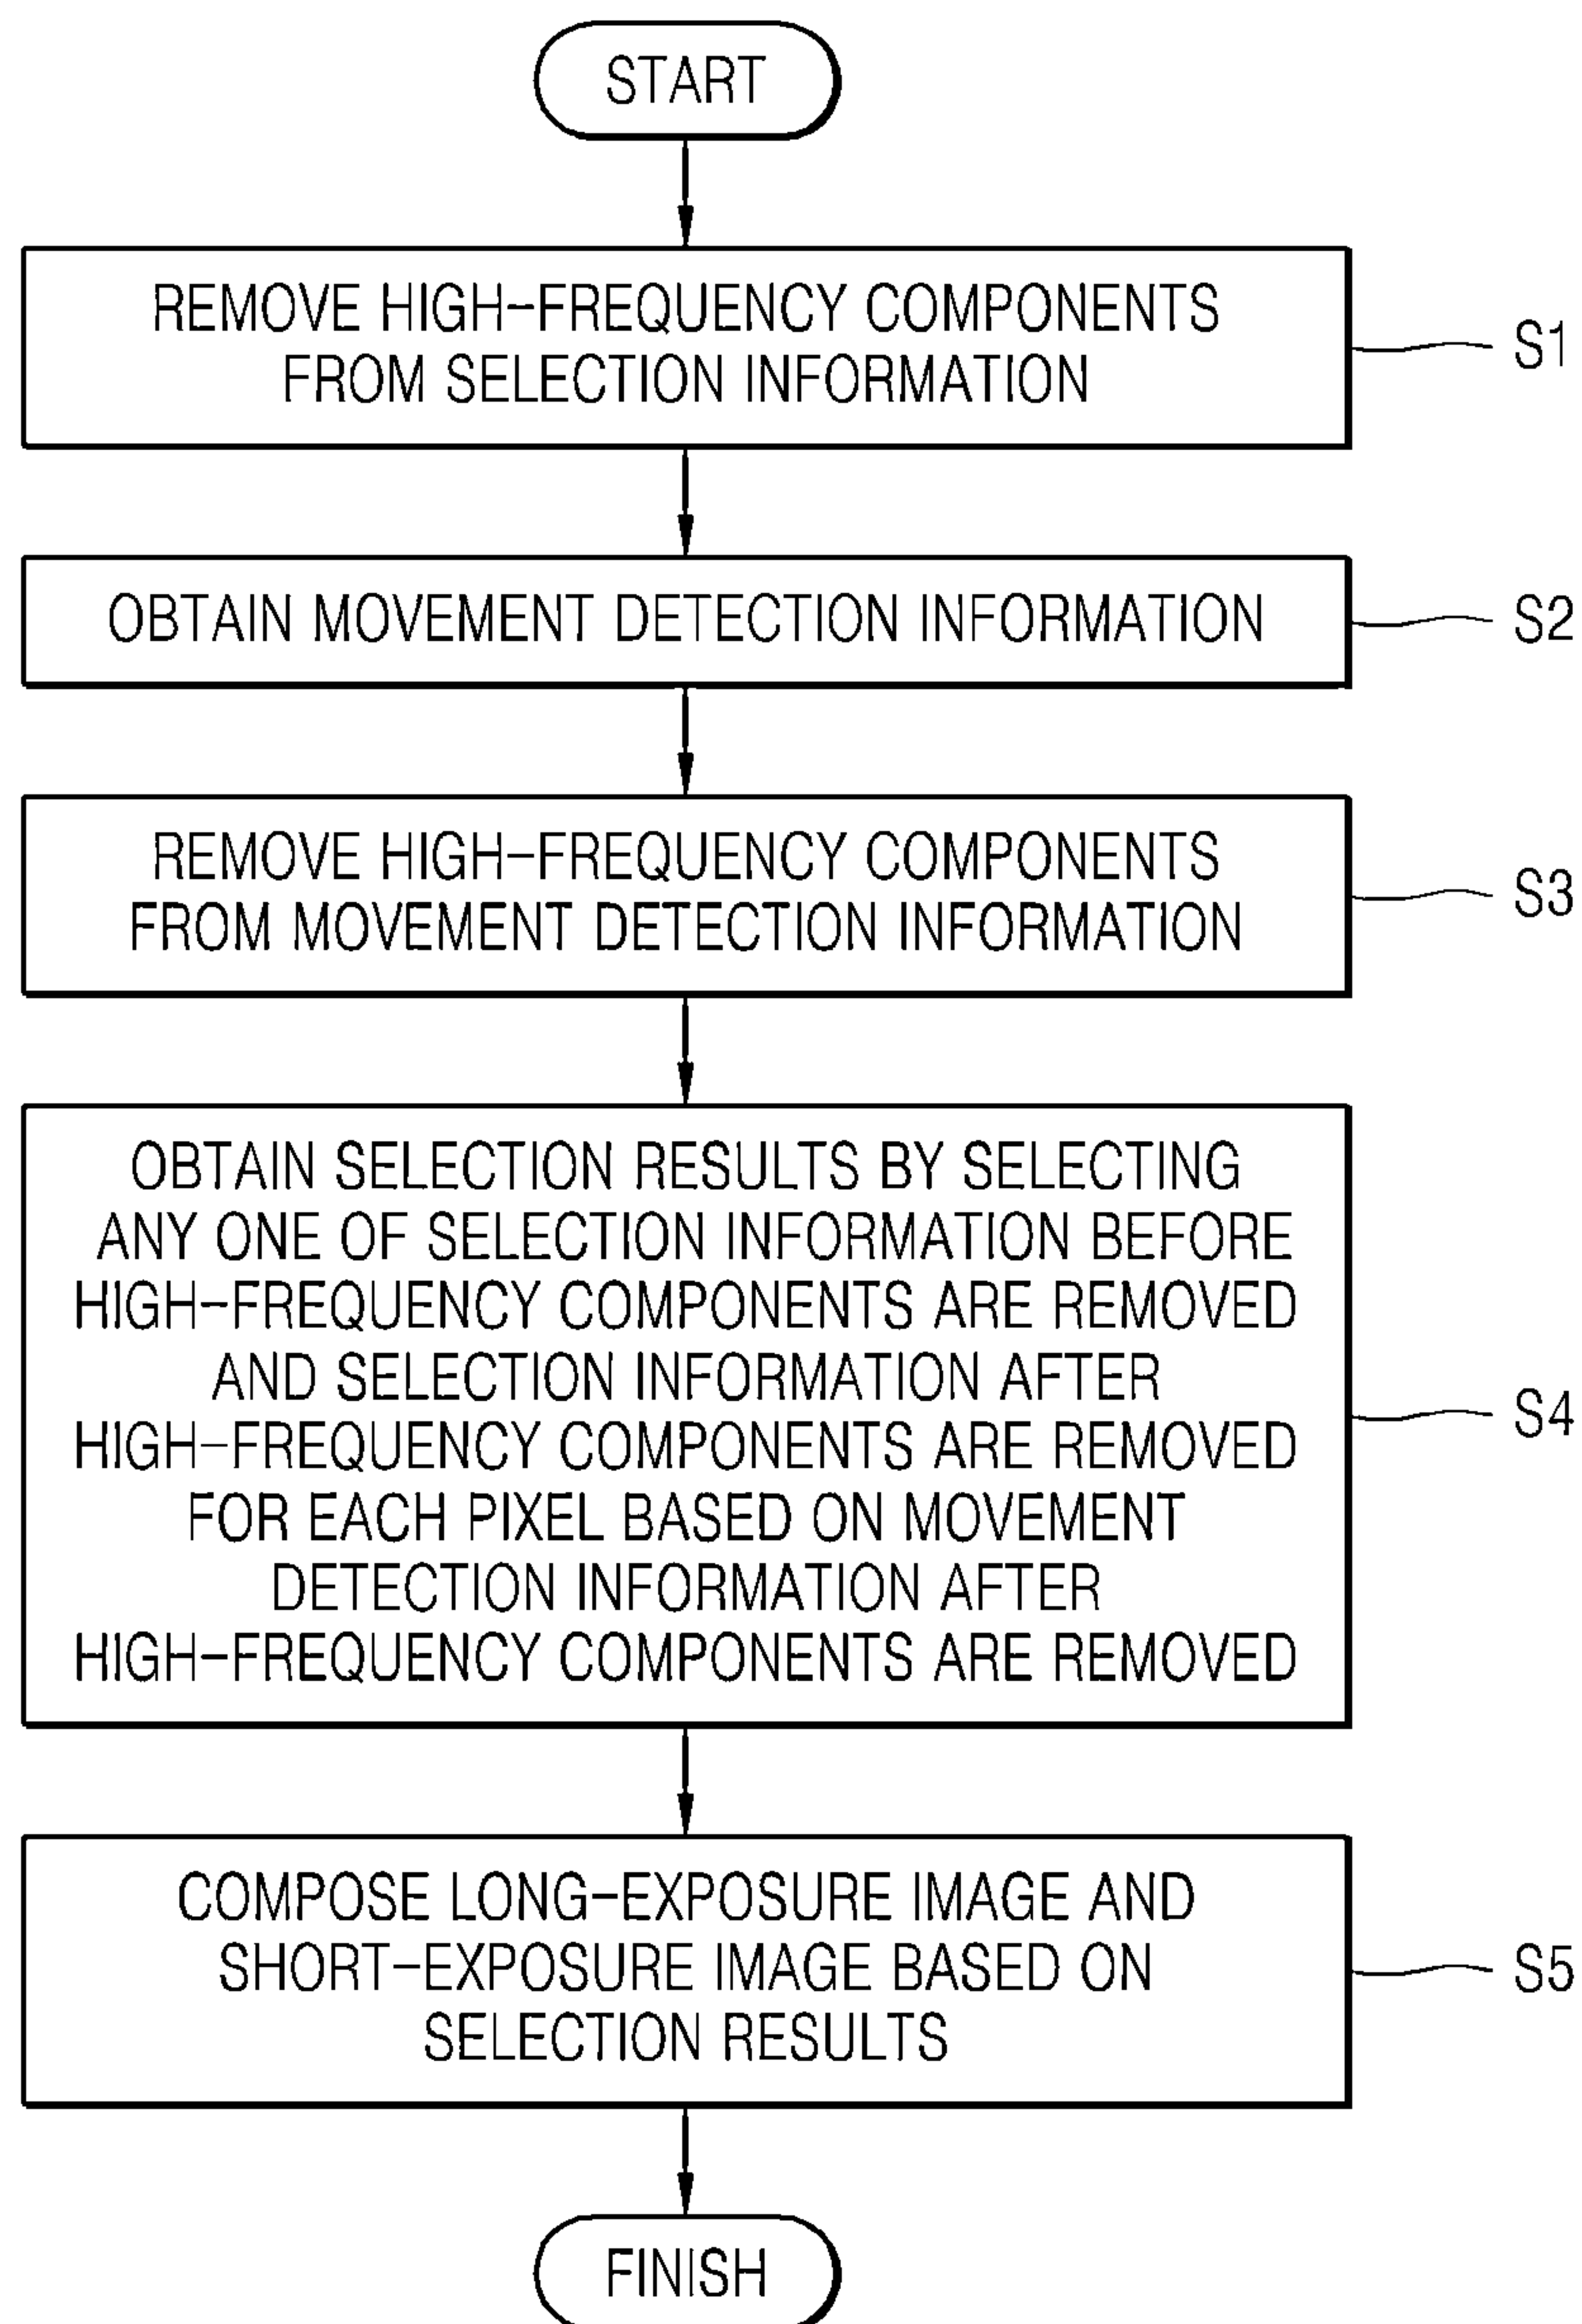 START
REMOVE HIGH-FREQUENCY COMPONENTS
FROM SELECTION INFORMATION
S1
OBTAIN MOVEMENT DETECTION INFORMATION
S2
REMOVE HIGH-FREQUENCY COMPONENTS
FROM MOVEMENT DETECTION INFORMATION
S3
OBTAIN SELECTION RESULTS BY SELECTING
ANY ONE OF SELECTION INFORMATION BEFORE
HIGH-FREQUENCY COMPONENTS ARE REMOVED
AND SELECTION INFORMATION AFTER
HIGH-FREQUENCY COMPONENTS ARE REMOVED
FOR EACH PIXEL BASED ON MOVEMENT
DETECTION INFORMATION AFTER
HIGH-FREQUENCY COMPONENTS ARE REMOVED
S4
COMPOSE LONG-EXPOSURE IMAGE AND
SHORT-EXPOSURE IMAGE BASED ON
SELECTION RESULTS
S5
FINISH